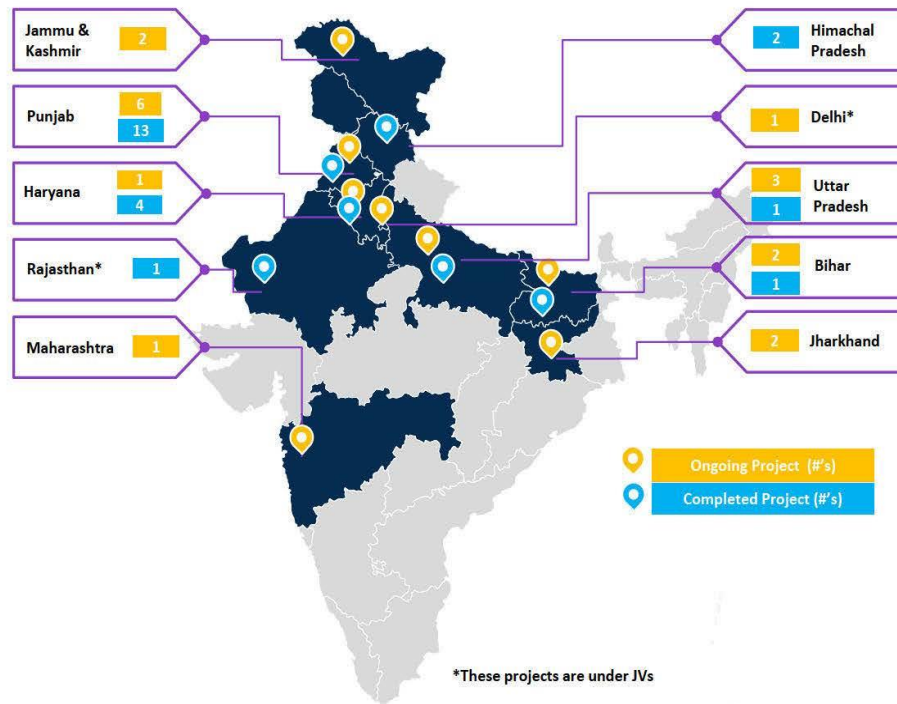 Jammu &
Kashmir
2
Punjab
6
13
Haryana
1
4
Rajasthan*
1
Maharashtra
1
2
Himachal
Pradesh
1
Delhi*
3
1
Uttar
Pradesh
2
1
Bihar
2
Jharkhand
Ongoing Project (#'s)
Completed Project (#'s)
*These projects are under JVs